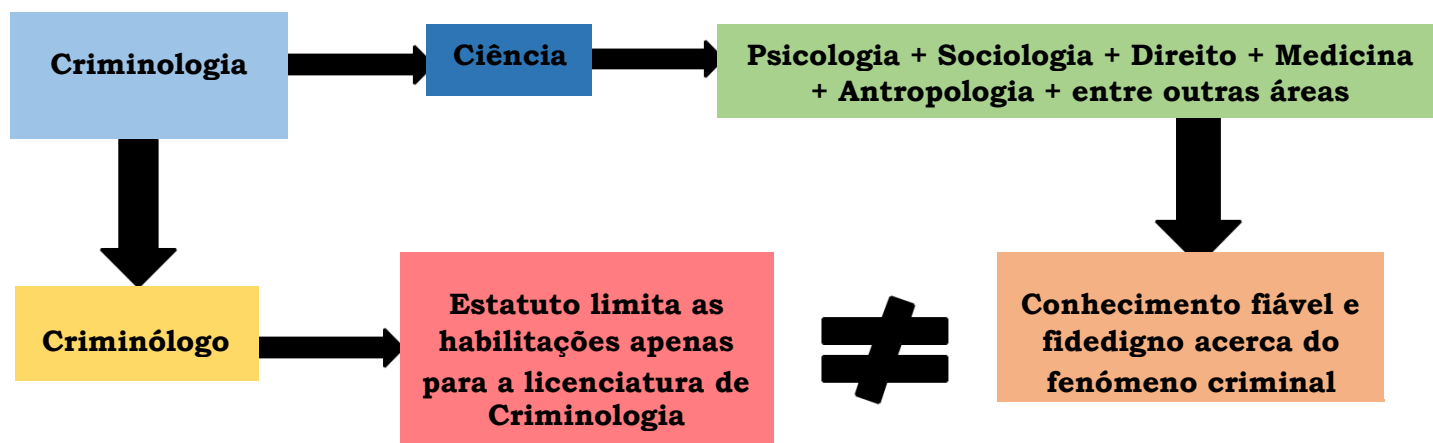 Criminologia
Ciência
Psicologia + Sociologia + Direito + Medicina
+ Antropologia + entre outras áreas
Criminólogo
Estatuto limita as
habilitações apenas
para a licenciatura de
Criminologia
≠
Conhecimento fiável e
fidedigno acerca do
fenómeno criminal